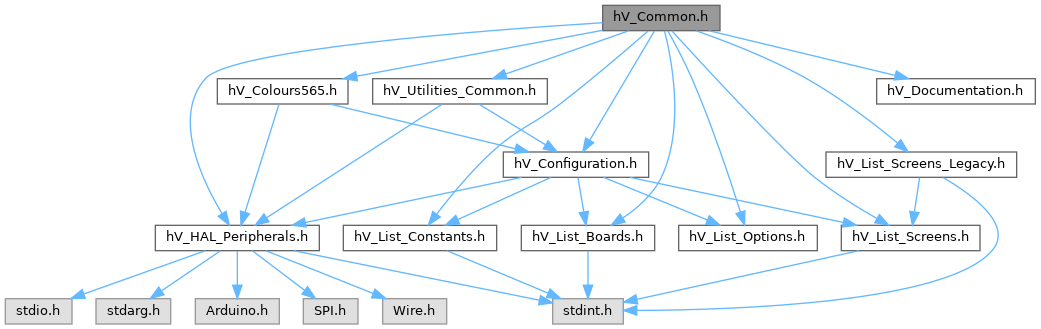 hV_Common.h
hV_Colours565.h
hV_Utilities_Common.h
hV_Documentation.h
hV_Configuration.h
hV_List_Screens_Legacy.h
hV_HAL_Peripherals.h
hV_List_Constants.h
hV_List_Boards.h
hV_List_Options.h
hV_List_Screens.h
stdio.h
stdarg.h
Arduino.h
SPI.h
Wire.h
stdint.h